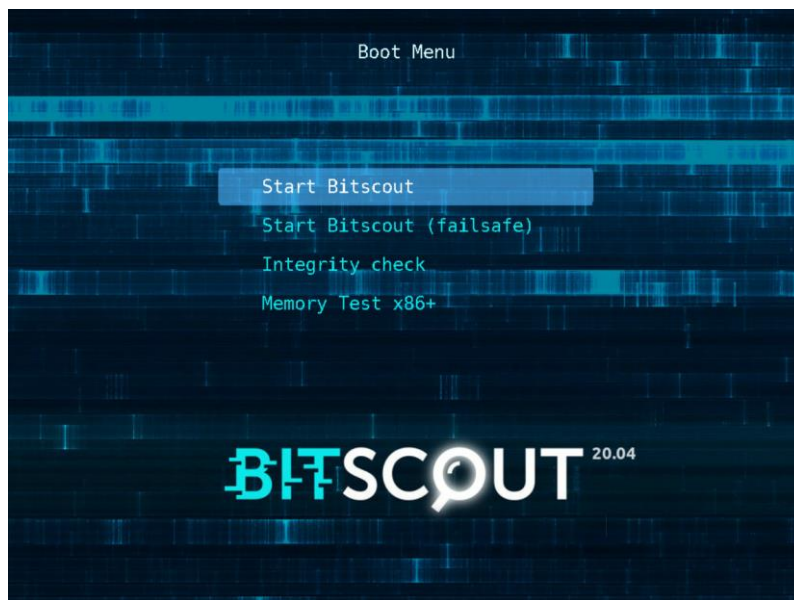 Boot Menu
Start Bitscout
Start Bitscout (failsafe)
Integrity check
Memory Test x86+
BITSCOUT 20.04